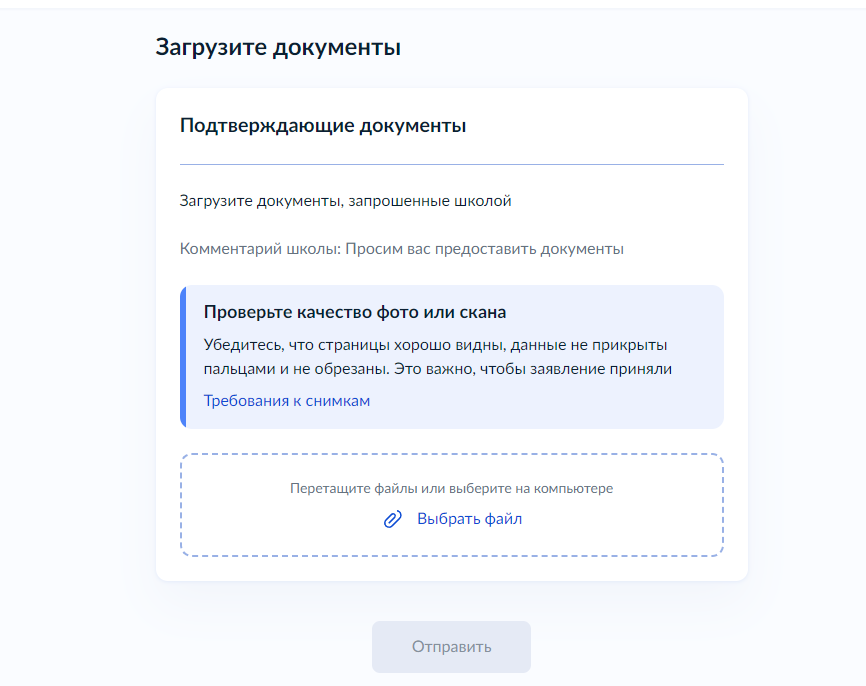 Загрузите документы
Подтверждающие документы
Загрузите документы, запрошенные школой
Комментарий школы: Просим вас предоставить документы
Проверьте качество фото или скана
Убедитесь, что страницы хорошо видны, данные не прикрыты
пальцами и не обрезаны. Это важно, чтобы заявление приняли
Требования к снимкам
Перетащите файлы или выберите на компьютере
Выбрать файл
Отправить